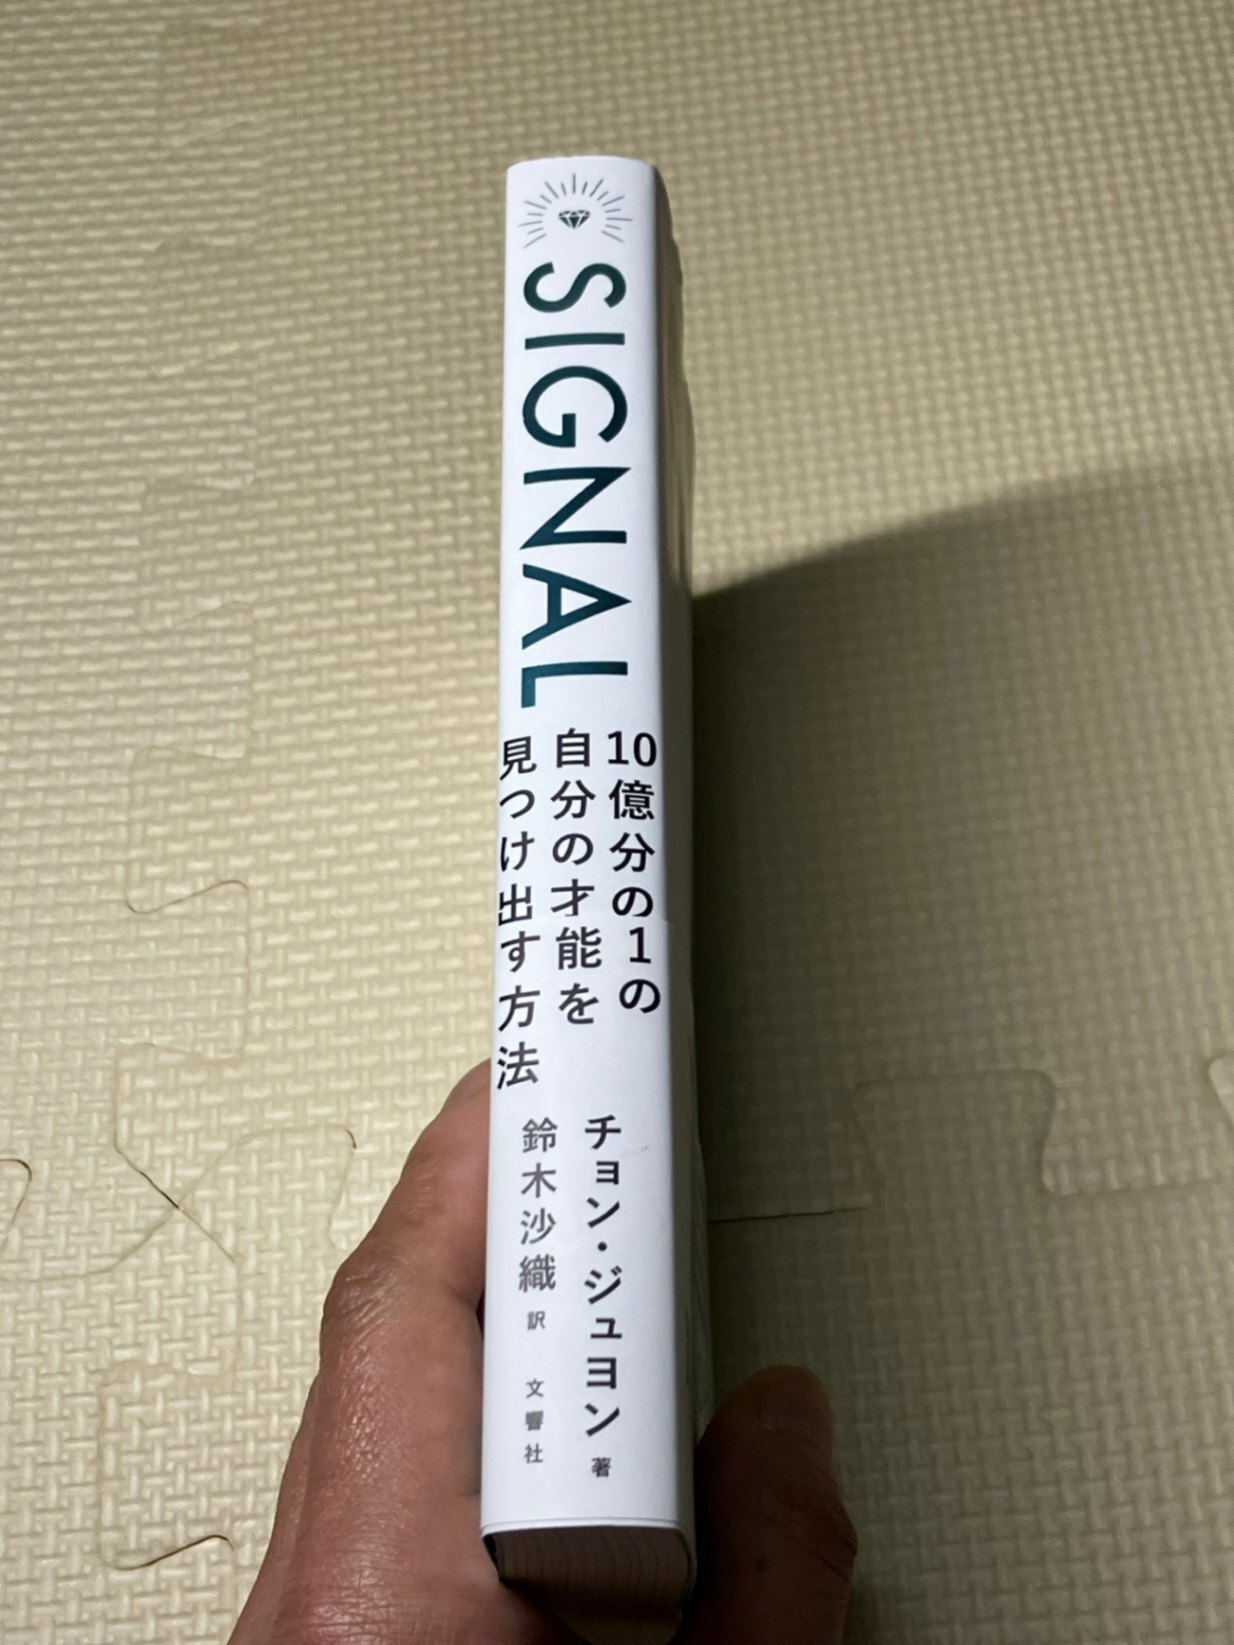 SIGNAL
10億分の1の
自分の才能を
見つけ出す方法
チョン・ジュヨン 著
鈴木沙織 訳
文響社